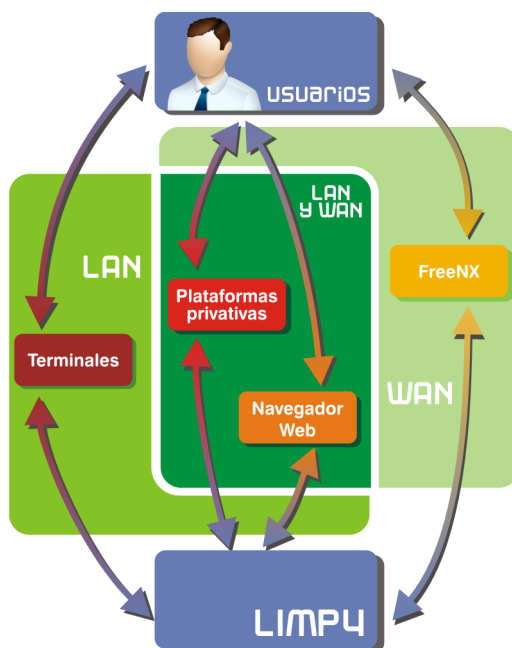 usuarios
LAN
y WAN
LAN
FreeNX
Plataformas
privativas
Terminales
WAN
Navegador
Web
LIMP4